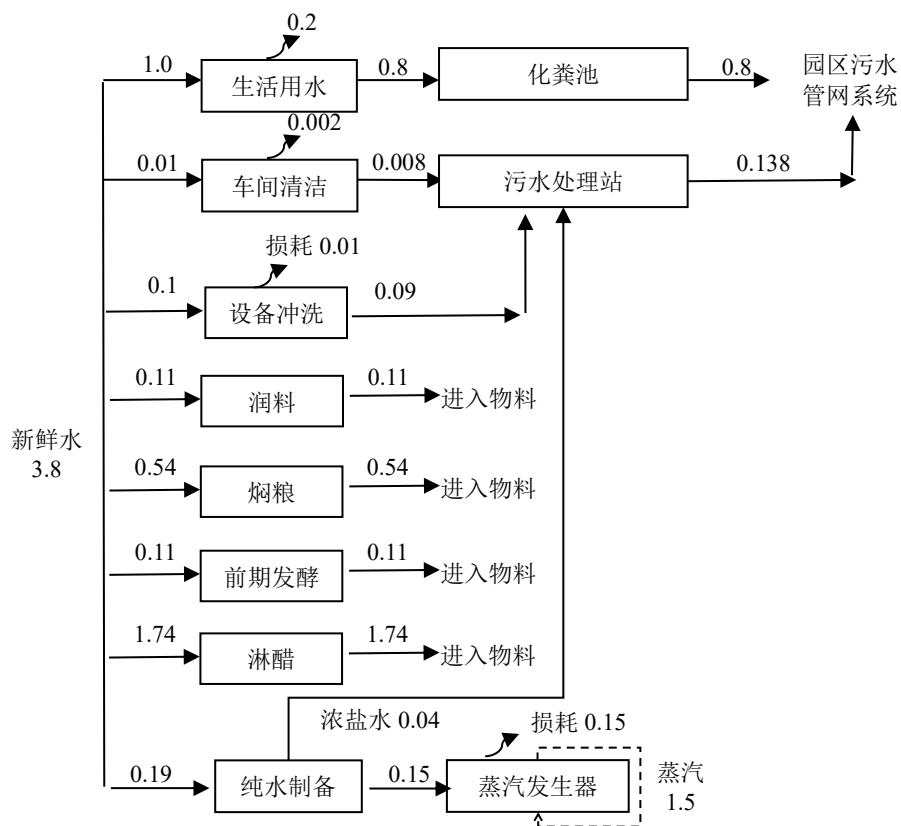 0.2
1.0
生活用水
0.8
化粪池
0.8
园区污水
管网系统
0.002
0.01
车间清洁
0.008
污水处理站
0.138
损耗 0.01
0.1
设备冲洗
0.09
0.11
润料
0.11
进入物料
新鲜水
3.8
0.54
焖粮
0.54
进入物料
0.11
前期发酵
0.11
进入物料
1.74
淋醋
1.74
进入物料
浓盐水 0.04
损耗 0.15
0.19
纯水制备
0.15
蒸汽发生器
蒸汽
1.5